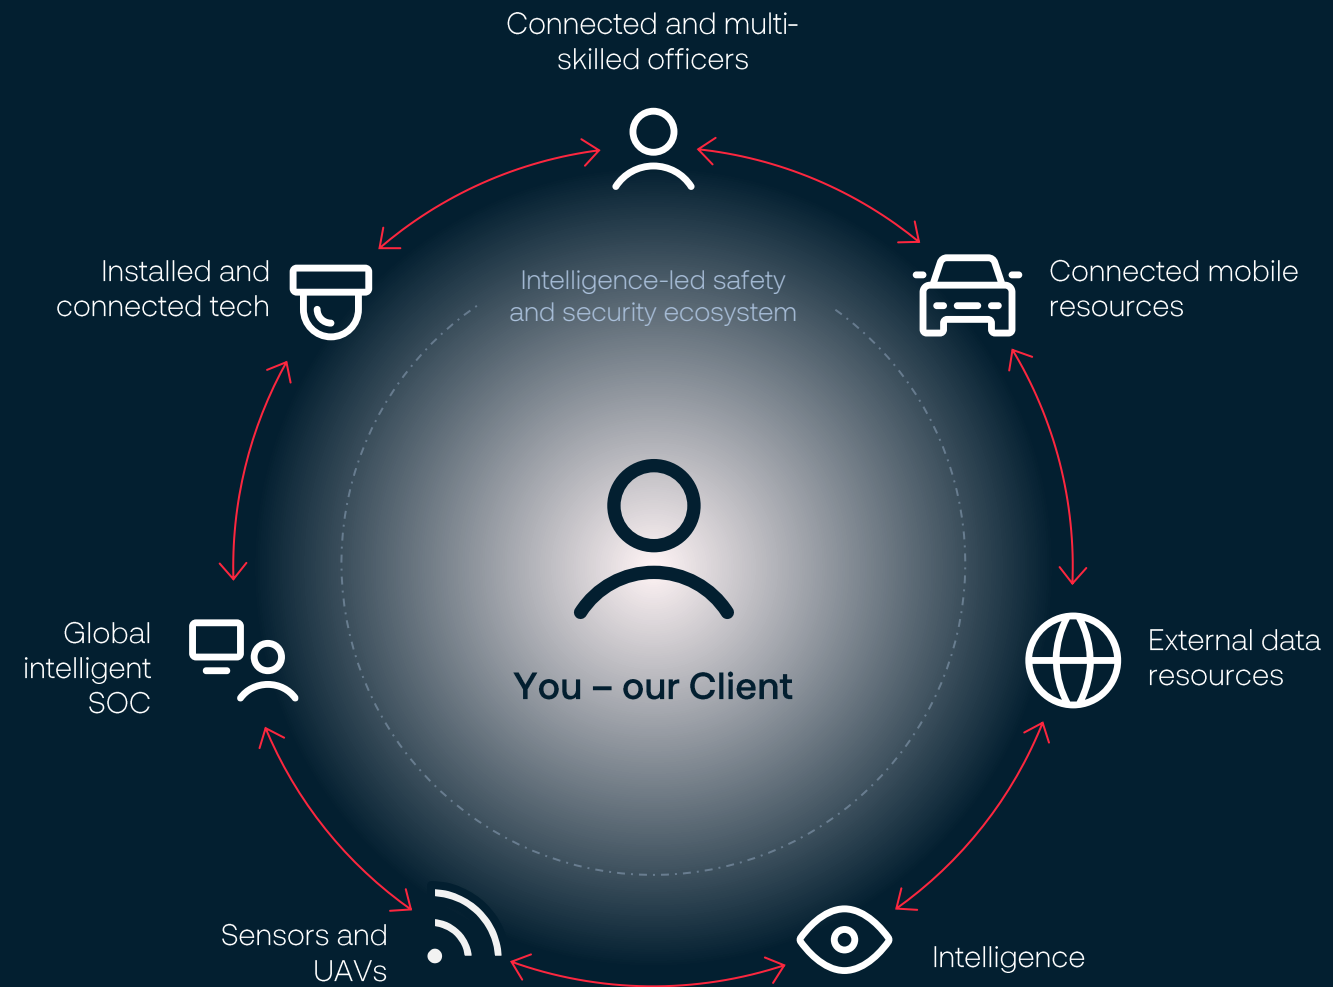 Connected and multi-
skilled officers
Installed and
connected tech
Intelligence-led safety
and security ecosystem
Connected mobile
resources
Global
intelligent
SOC
You – our Client
External data
resources
Sensors and
UAVs
Intelligence